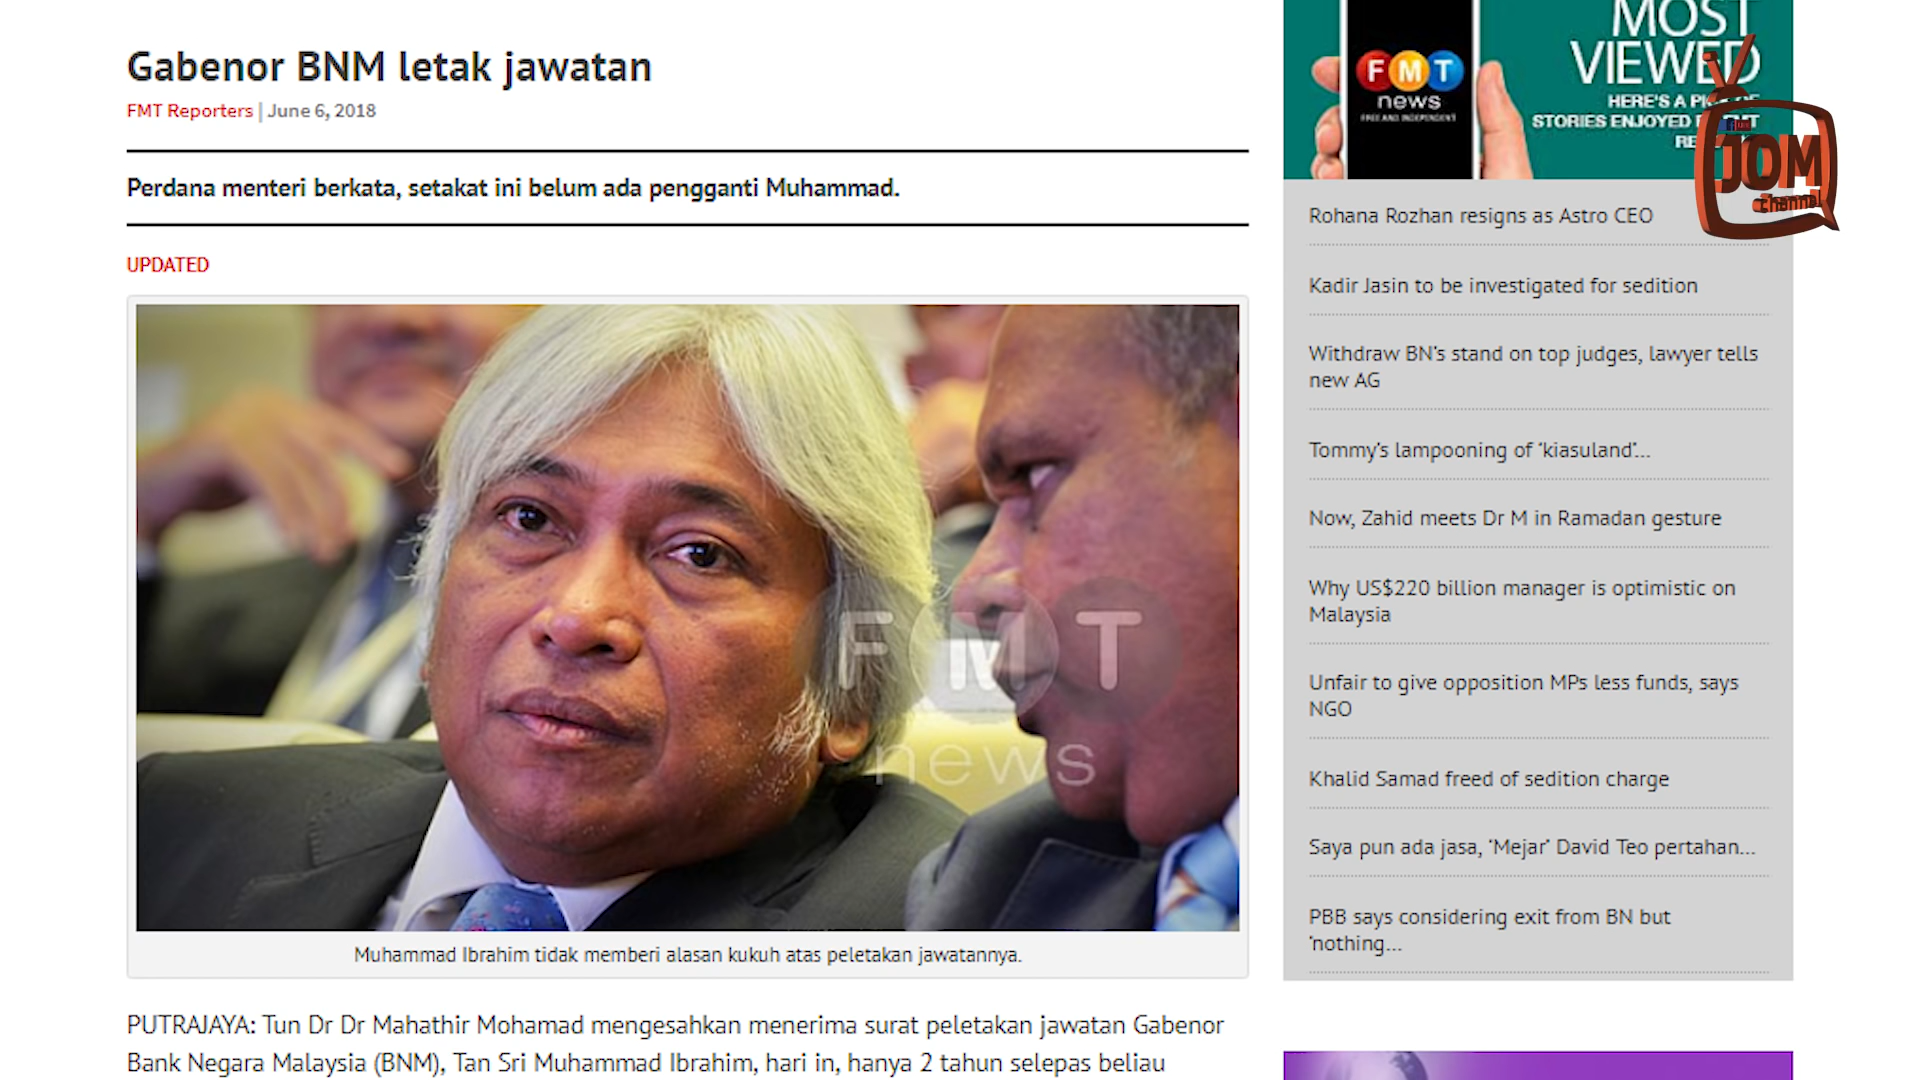 Gabenor BNM letak jawatan
FMT Reporters | June 6, 2018
Perdana menteri berkata, setakat ini belum ada pengganti Muhammad.
UPDATED
FMT
news
Muhammad Ibrahim tidak memberi alasan kukuh atas peletakan jawatannya.
PUTRAJAYA: Tun Dr Dr Mahathir Mohamad mengesahkan menerima surat peletakan jawatan Gabenor
Bank Negara Malaysia (BNM), Tan Sri Muhammad Ibrahim, hari in, hanya 2 tahun selepas beliau
MOST
VIEWED
HERE'S A
STORIES ENJOYED
FMT
news
FREE AND INDEPENDENT
JOM
channel
Rohana Rozhan resigns as Astro CEO
Kadir Jasin to be investigated for sedition
Withdraw BN's stand on top judges, lawyer tells
new AG
Tommy's lampooning of 'kiasuland'...
Now, Zahid meets Dr M in Ramadan gesture
Why US$220 billion manager is optimistic on
Malaysia
Unfair to give opposition MPs less funds, says
NGO
Khalid Samad freed of sedition charge
Saya pun ada jasa, 'Mejar' David Teo pertahan...
PBB says considering exit from BN but
'nothing...